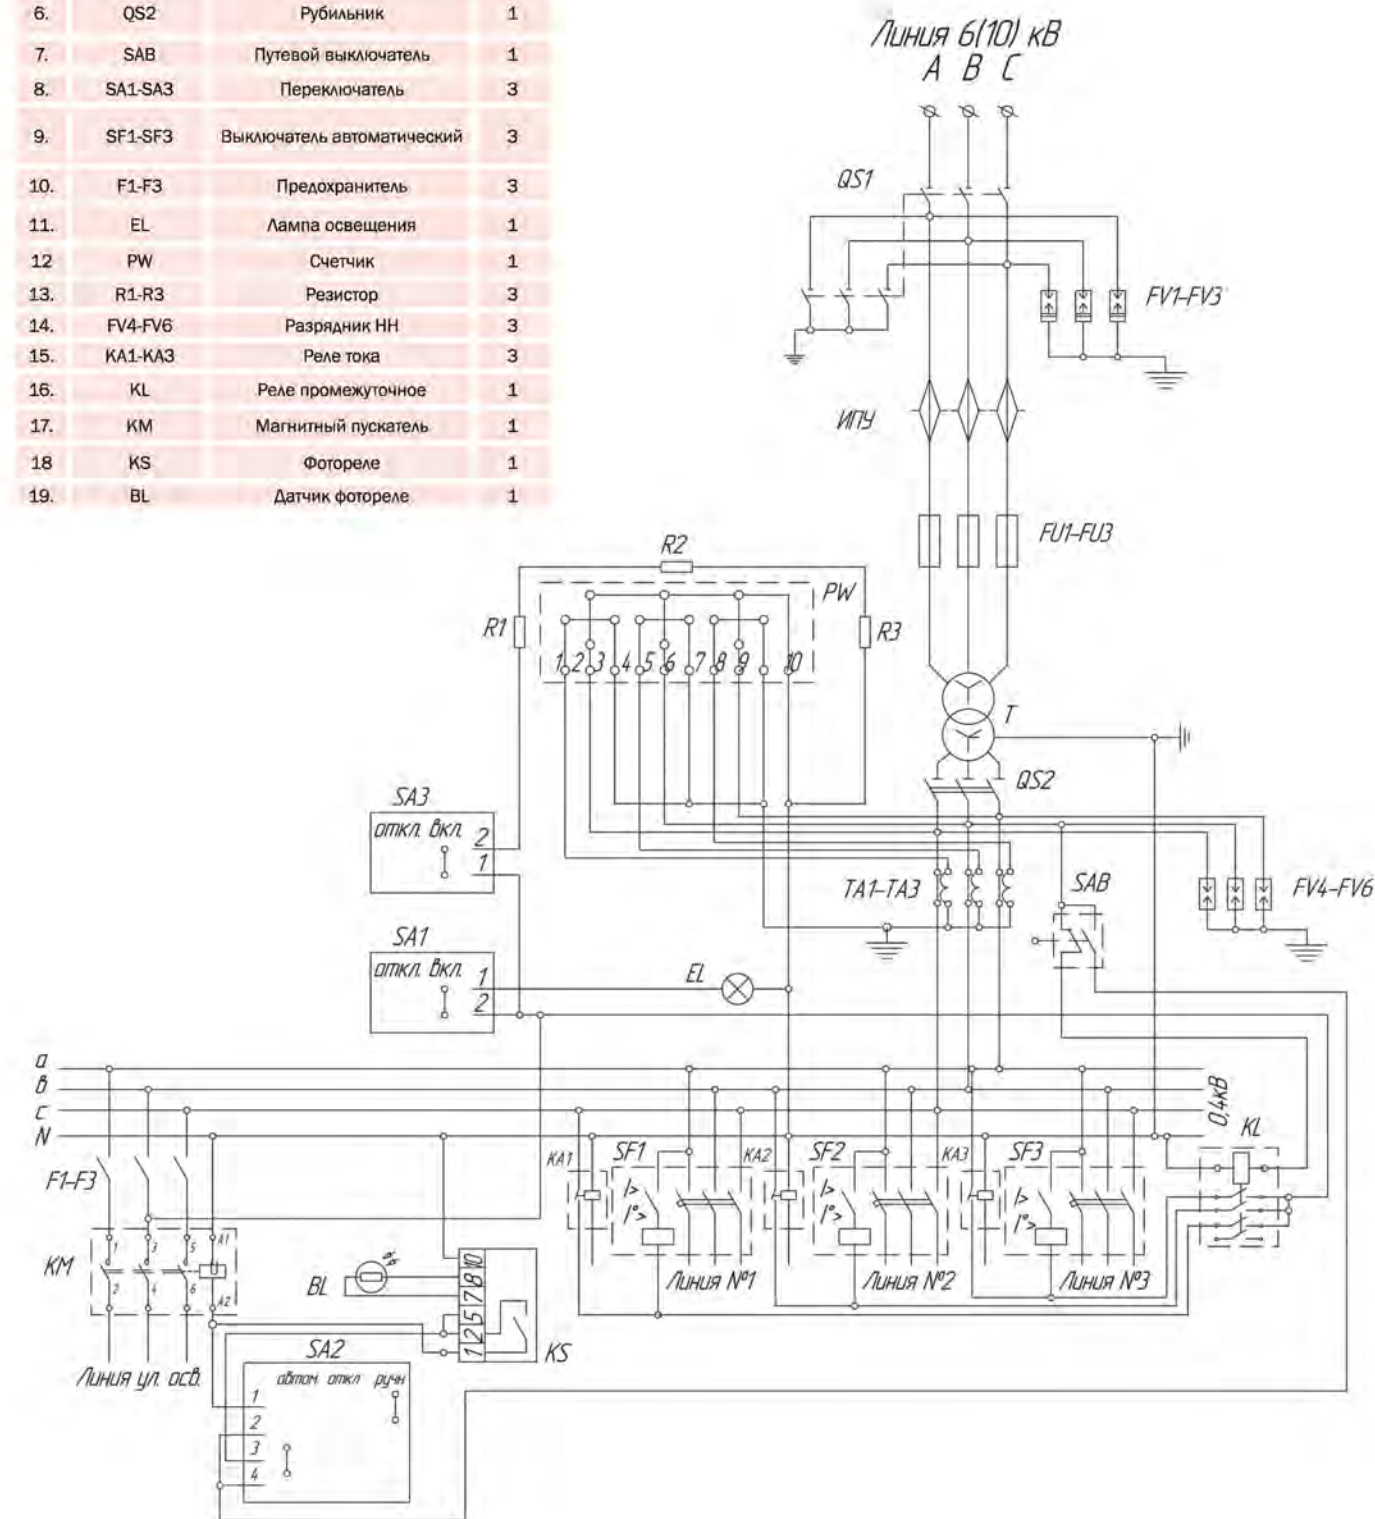 6. QS2 Рубильник 1
7. SAB Путевой выключатель 1
8. SA1-SA3 Переключатель 3
9. SF1-SF3 Выключатель автоматический 3
10. F1-F3 Предохранитель 3
11. EL Лампа освещения 1
12 PW Счетчик 1
13. R1-R3 Резистор 3
14. FV4-FV6 Разрядник НН 3
15. KA1-KA3 Реле тока 3
16. KL Реле промежуточное 1
17. KM Магнитный пускатель 1
18 KS Фотореле 1
19. BL Датчик фотореле 1
Линия 6(10) кВ
A B C
QS1
FV1-FV3
ИПУ
FU1-FU3
R2
PW
R1
R3
1 2 3 4 5 6 7 8 9 10
T
QS2
SA3
откл. вкл.
2
1
TA1-TA3
SAB
FV4-FV6
SA1
откл. вкл.
1
2
EL
a
в
c
N
0,4кВ
KL
F1-F3
KA1
SF1
KA2
SF2
KA3
SF3
I>
I°>
I>
I°>
I>
I°>
KM
1 3 5 A1
2 4 6 A2
BL
10
8
7
5
2
1
KS
Линия №1
Линия №2
Линия №3
Линия ул. осв.
SA2
автом откл ручн
1
2
3
4